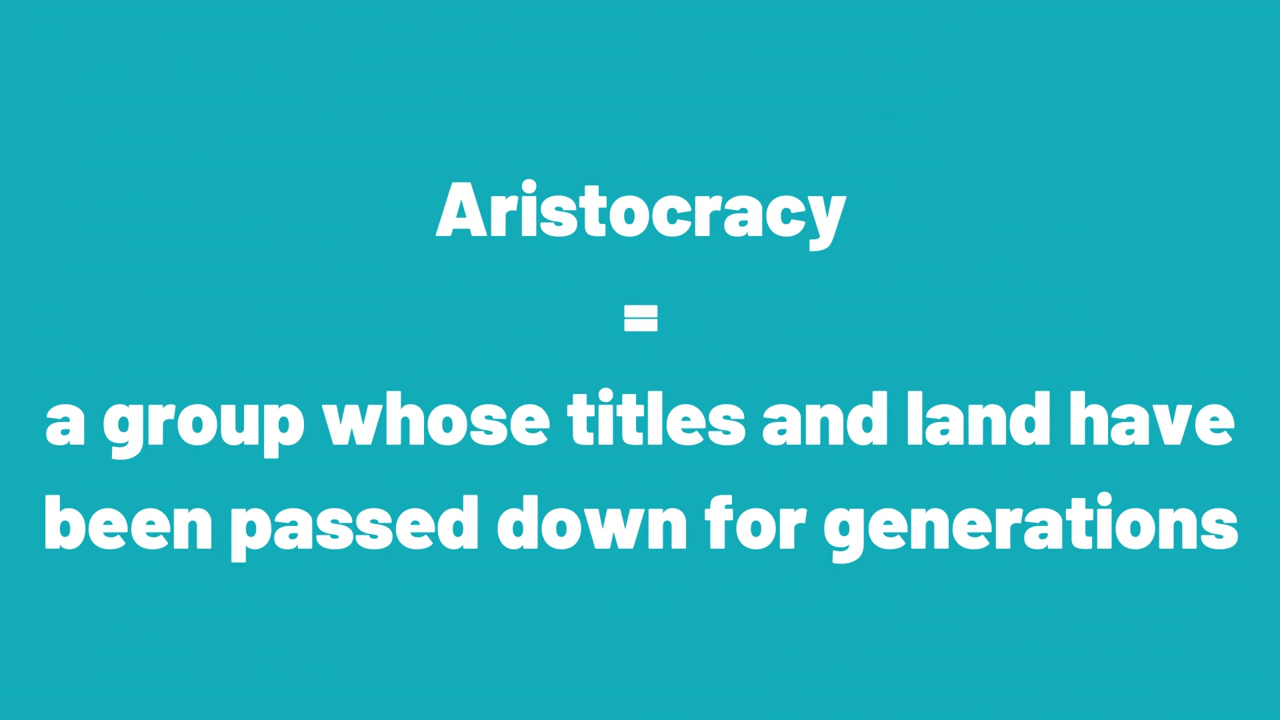 Aristocracy
=
a group whose titles and land have
been passed down for generations